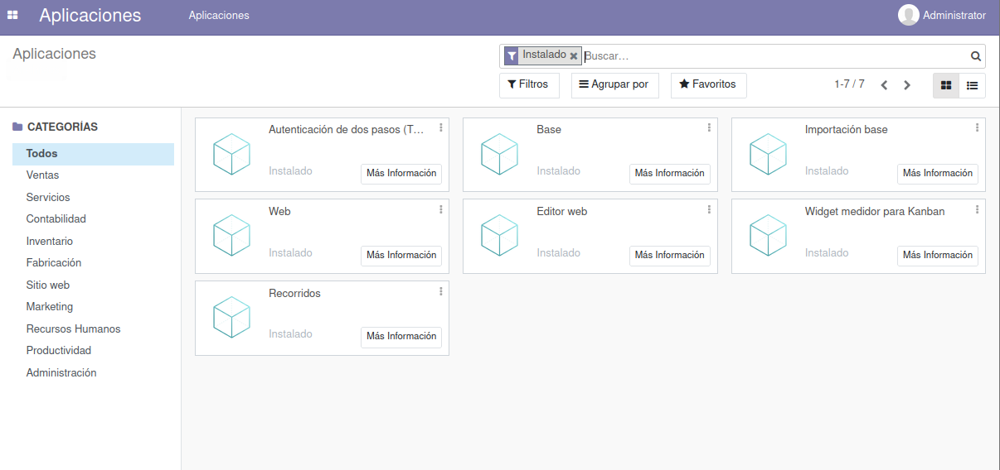 Aplicaciones
Aplicaciones
Administrator
Aplicaciones
Instalado
Buscar...
Filtros
Agrupar por
Favoritos
1-7 / 7
CATEGORÍAS
Todos
Ventas
Servicios
Contabilidad
Inventario
Fabricación
Sitio web
Marketing
Recursos Humanos
Productividad
Administración
Autenticación de dos pasos (T...
Instalado
Más Información
Base
Instalado
Más Información
Importación base
Instalado
Más Información
Web
Instalado
Más Información
Editor web
Instalado
Más Información
Widget medidor para Kanban
Instalado
Más Información
Recorridos
Instalado
Más Información